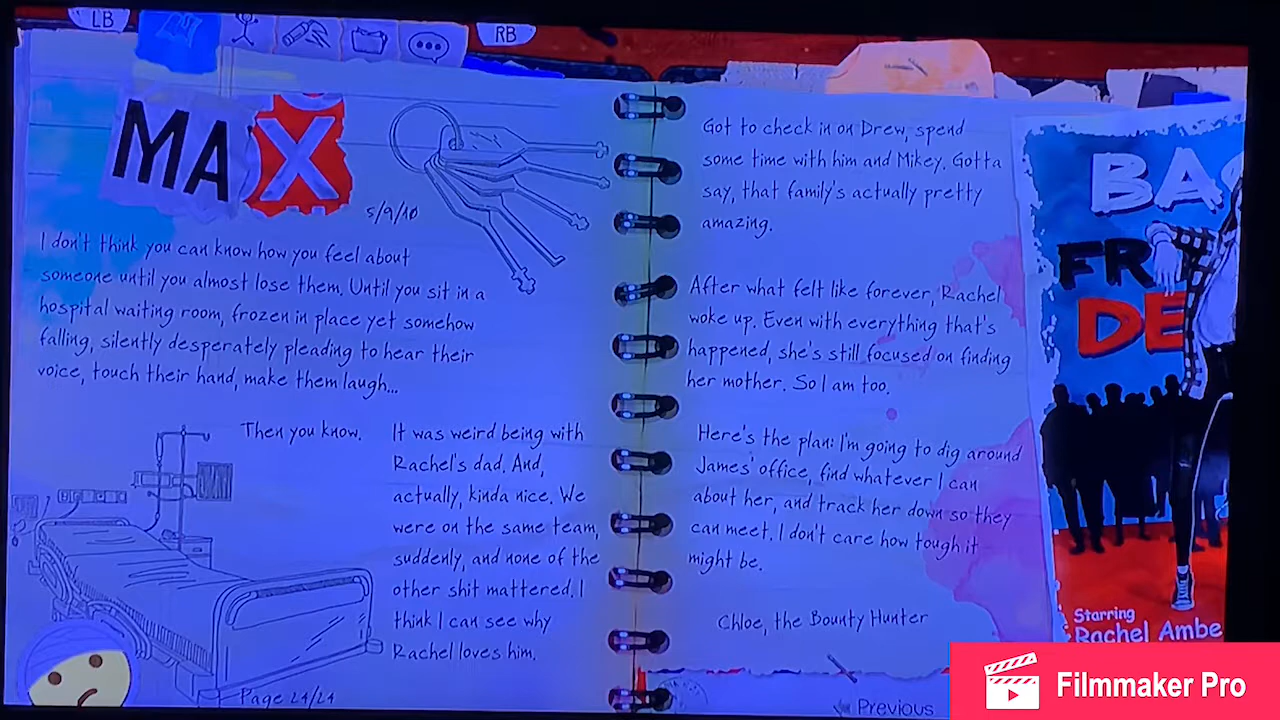 LB
RB
MAX
5/9/10
I don't think you can know how you feel about
someone until you almost lose them. Until you sit in a
hospital waiting room, frozen in place yet somehow
falling, silently desperately pleading to hear their
voice, touch their hand, make them laugh...
Then you know.
It was weird being with
Rachel's dad. And,
actually, kinda nice. We
were on the same team,
suddenly, and none of the
other shit mattered. I
think I can see why
Rachel loves him.
Page 24/24
Got to check in on Drew, spend
some time with him and Mikey. Gotta
say, that family's actually pretty
amazing.
After what felt like forever, Rachel
woke up. Even with everything that's
happened, she's still focused on finding
her mother. So I am too.
Here's the plan: I'm going to dig around
James' office, find whatever I can
about her, and track her down so they
can meet. I don't care how tough it
might be.
Chloe, the Bounty Hunter
Previous
BAC
FR
DE
Starring
Rachel Ambe
Filmmaker Pro